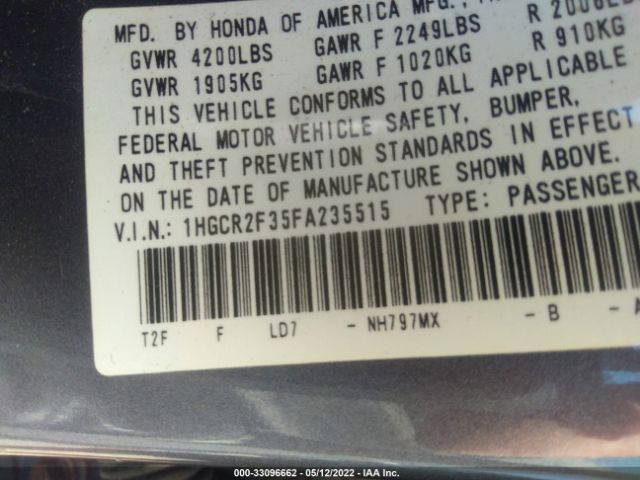 MFD. BY HONDA OF AMERICA MFG.,
GVWR 4200LBS GAWR F 2249LBS R
GVWR 1905KG GAWR F 1020KG R 910KG
THIS VEHICLE CONFORMS TO ALL APPLICABLE
FEDERAL MOTOR VEHICLE SAFETY, BUMPER,
AND THEFT PREVENTION STANDARDS IN EFFECT
ON THE DATE OF MANUFACTURE SHOWN ABOVE.
V.I.N.: 1HGCR2F35FA235515 TYPE: PASSENGER
T2F F LD7 - NH797MX - B - A
000-33096662 - 05/12/2022 - IAA Inc.